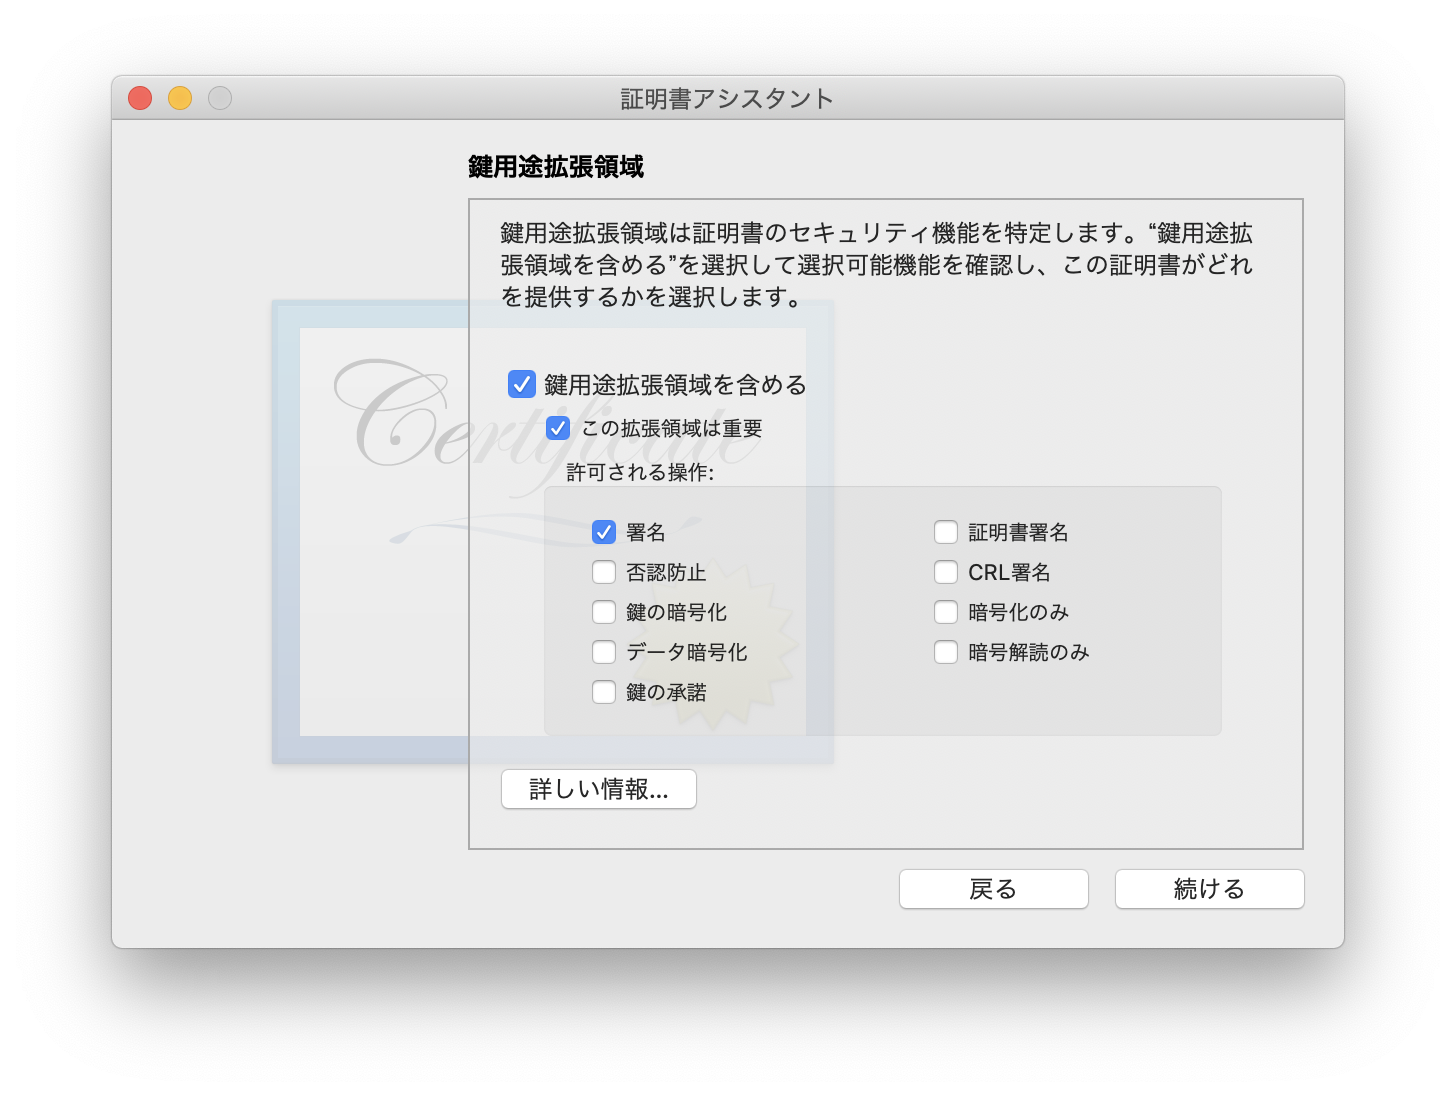 証明書アシスタント
鍵用途拡張領域
鍵用途拡張領域は証明書のセキュリティ機能を特定します。“鍵用途拡
張領域を含める”を選択して選択可能機能を確認し、この証明書がどれ
を提供するかを選択します。
Certificate
鍵用途拡張領域を含める
この拡張領域は重要
許可される操作:
署名
否認防止
鍵の暗号化
データ暗号化
鍵の承諾
証明書署名
CRL署名
暗号化のみ
暗号解読のみ
詳しい情報...
戻る
続ける